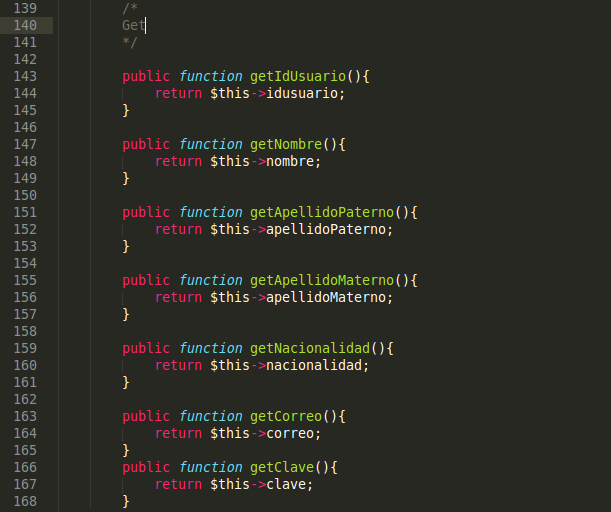 139 /*
140 Get
141 */
142
143 public function getIdUsuario(){
144 return $this->idusuario;
145 }
146
147 public function getNombre(){
148 return $this->nombre;
149 }
150
151 public function getApellidoPaterno(){
152 return $this->apellidoPaterno;
153 }
154
155 public function getApellidoMaterno(){
156 return $this->apellidoMaterno;
157 }
158
159 public function getNacionalidad(){
160 return $this->nacionalidad;
161 }
162
163 public function getCorreo(){
164 return $this->correo;
165 }
166 public function getClave(){
167 return $this->clave;
168 }